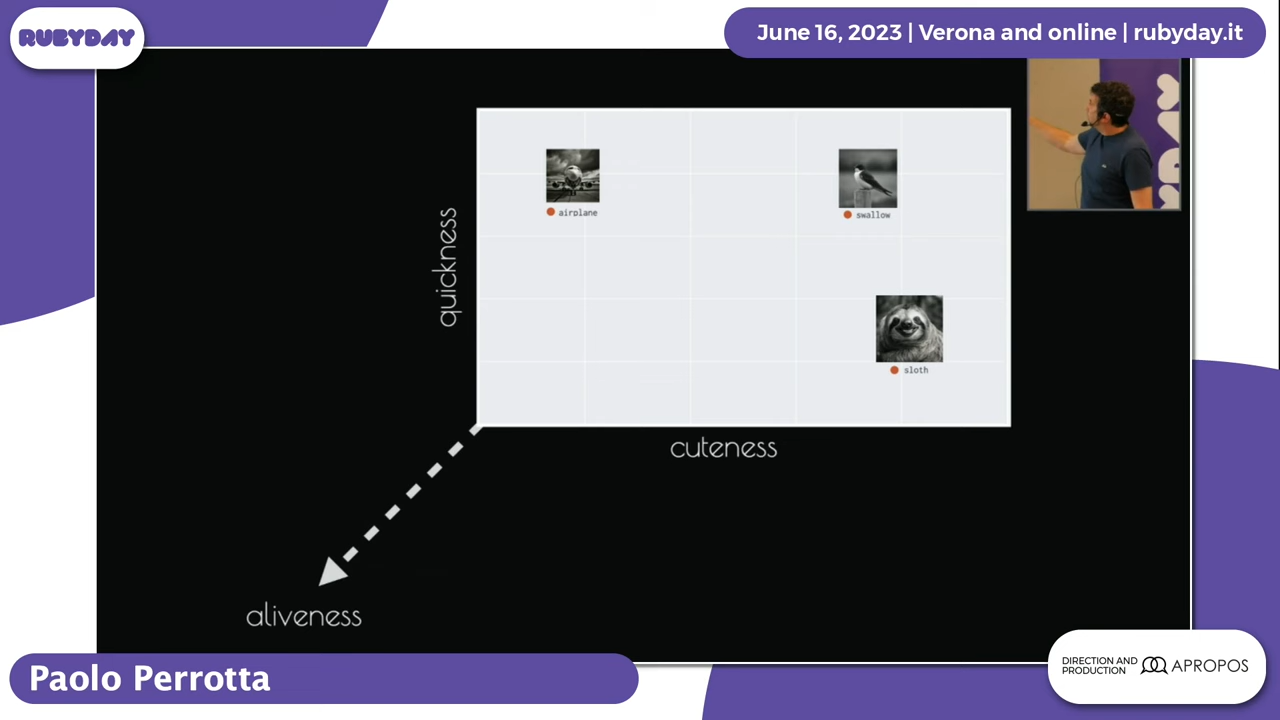 RUBYDAY
June 16, 2023 | Verona and online | rubyday.it
quickness
airplane
swallow
sloth
cuteness
aliveness
Paolo Perrotta
DIRECTION AND
PRODUCTION
APROPOS